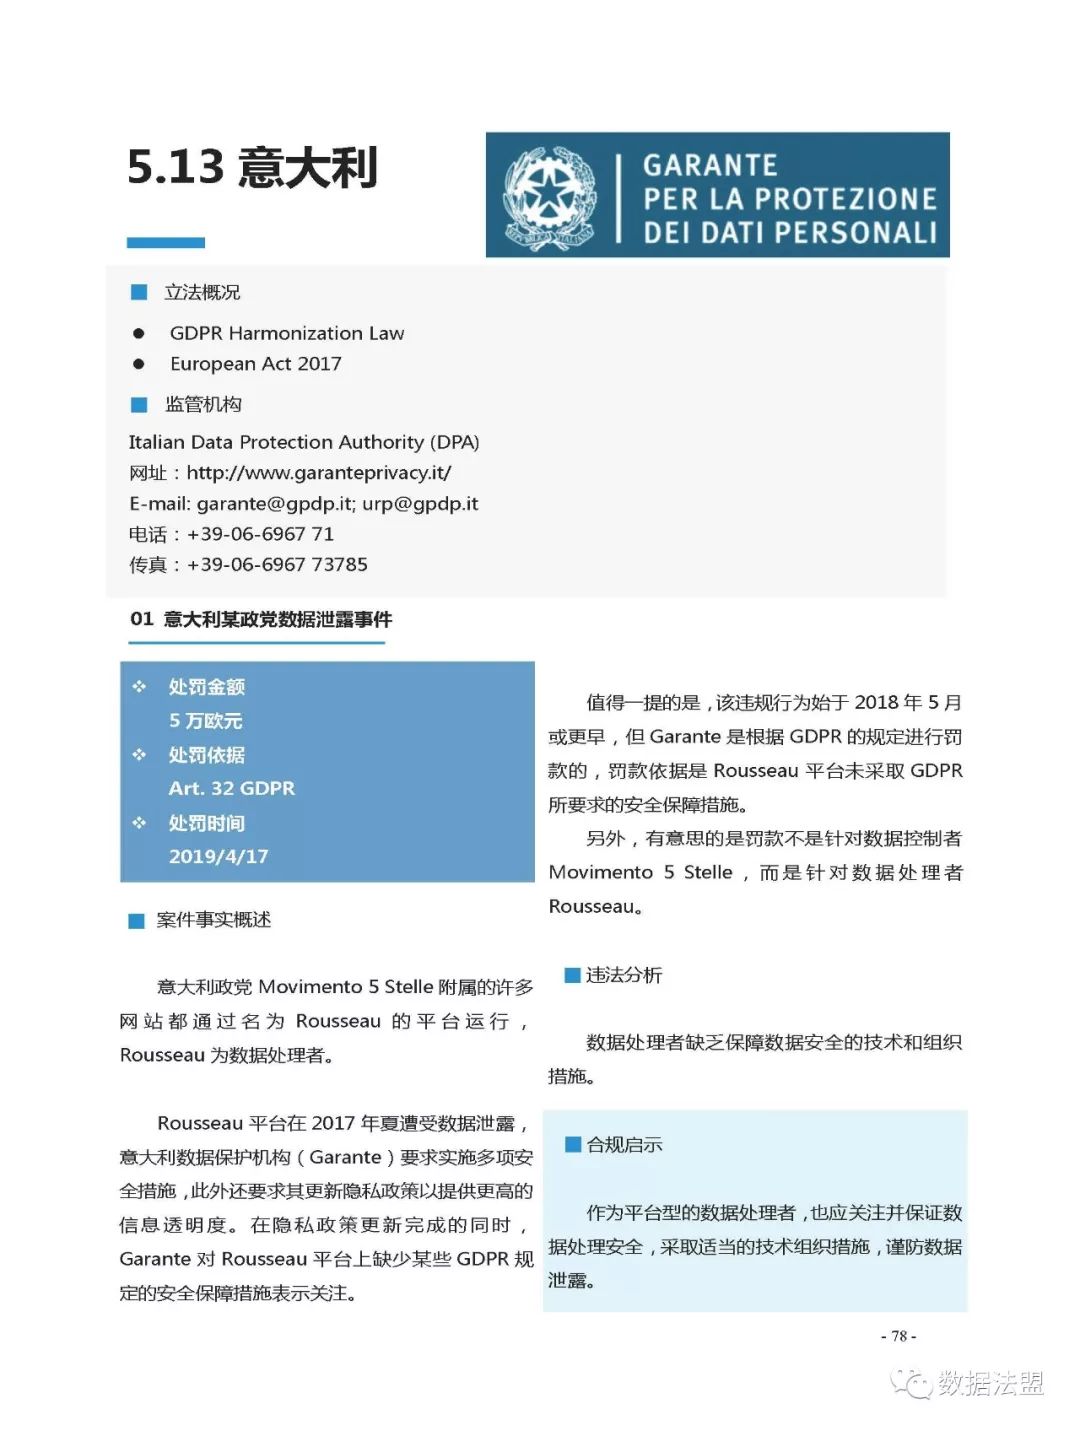 5.13 意大利
GARANTE
PER LA PROTEZIONE
DEI DATI PERSONALI
立法概况
● GDPR Harmonization Law
● European Act 2017
监管机构
Italian Data Protection Authority (DPA)
网址：http://www.garanteprivacy.it/
E-mail: garante@gpdp.it; urp@gpdp.it
电话：+39-06-6967 71
传真：+39-06-6967 73785
01 意大利某政党数据泄露事件
处罚金额
5 万欧元
处罚依据
Art. 32 GDPR
处罚时间
2019/4/17
案件事实概述
意大利政党 Movimento 5 Stelle 附属的许多
网站都通过名为 Rousseau 的平台运行，
Rousseau 为数据处理者。
Rousseau 平台在 2017 年夏遭受数据泄露，
意大利数据保护机构（Garante）要求实施多项安
全措施，此外还要求其更新隐私政策以提供更高的
信息透明度。在隐私政策更新完成的同时，
Garante 对 Rousseau 平台上缺少某些 GDPR 规
定的安全保障措施表示关注。
值得一提的是，该违规行为始于 2018 年 5 月
或更早，但 Garante 是根据 GDPR 的规定进行罚
款的，罚款依据是 Rousseau 平台未采取 GDPR
所要求的安全保障措施。
另外，有意思的是罚款不是针对数据控制者
Movimento 5 Stelle，而是针对数据处理者
Rousseau。
违法分析
数据处理者缺乏保障数据安全的技术和组织
措施。
合规启示
作为平台型的数据处理者，也应关注并保证数
据处理安全，采取适当的技术组织措施，谨防数据
泄露。
- 78 -
数据法盟